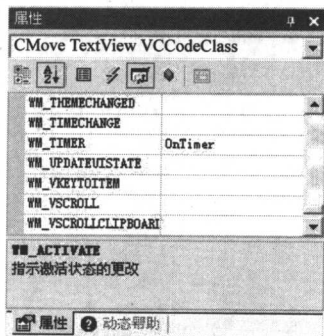 属性
CMove TextView VCCodeClass
WM_THEMECHANGED
WM_TIMECHANGE
WM_TIMER OnTimer
WM_UPDATEUISTATE
WM_VKEYTOITEM
WM_VSCROLL
WM_VSCROLLCLIPBOARI
WM_ACTIVATE
指示激活状态的更改
属性 动态帮助